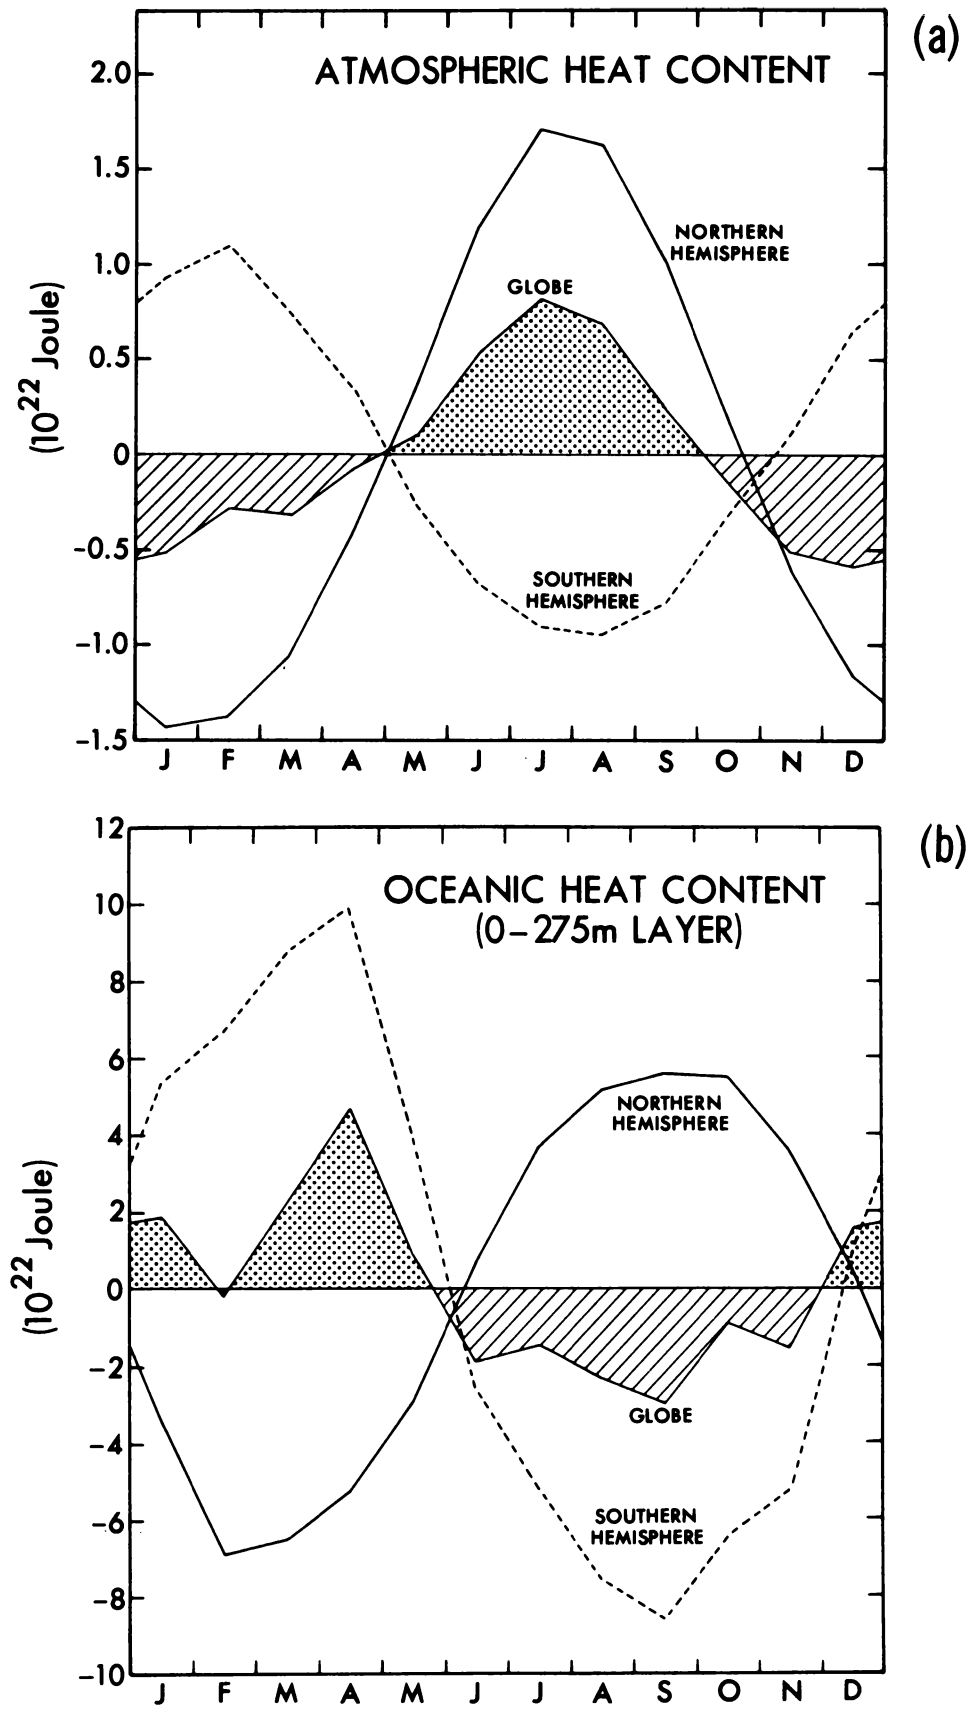 (a)
ATMOSPHERIC HEAT CONTENT
2.0
1.5
1.0
0.5
0
-0.5
-1.0
-1.5
(10²² Joule)
NORTHERN
HEMISPHERE
GLOBE
SOUTHERN
HEMISPHERE
J F M A M J J A S O N D
(b)
OCEANIC HEAT CONTENT
(0-275m LAYER)
12
10
8
6
4
2
0
-2
-4
-6
-8
-10
(10²² Joule)
NORTHERN
HEMISPHERE
GLOBE
SOUTHERN
HEMISPHERE
J F M A M J J A S O N D